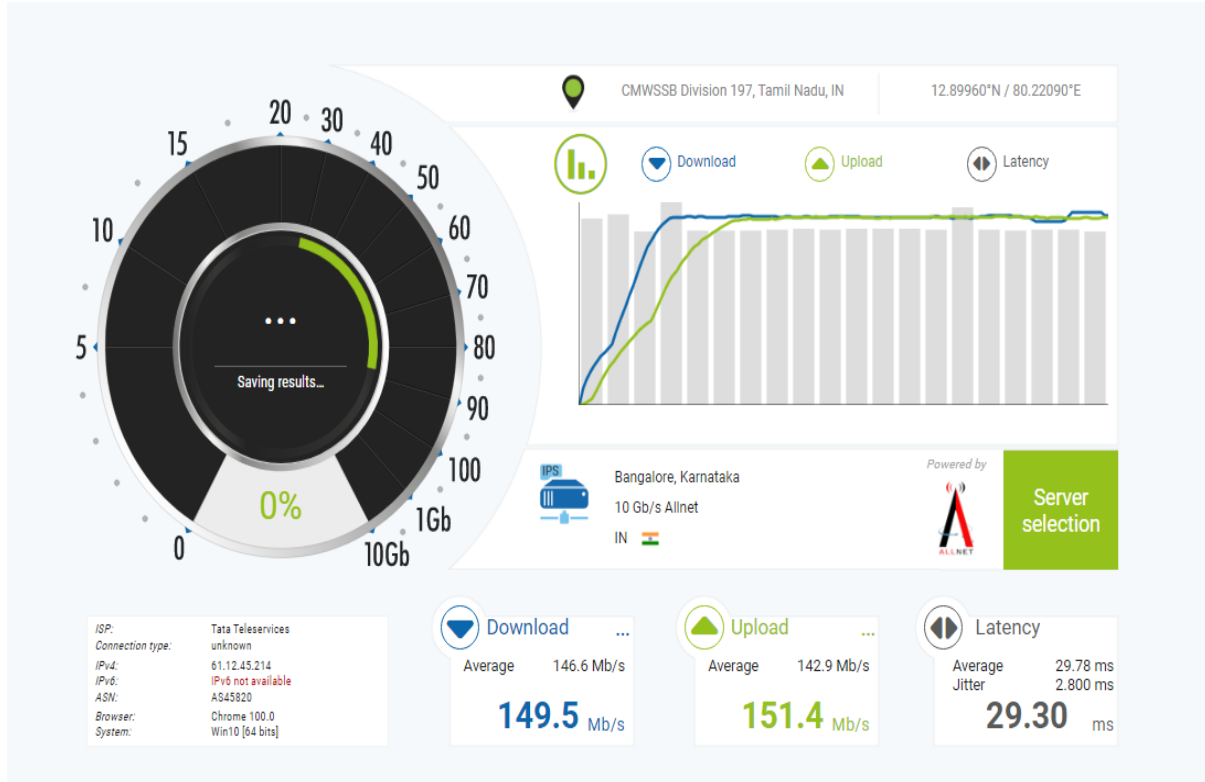 CMWSSB Division 197, Tamil Nadu, IN
12.89960°N / 80.22090°E
Download
Upload
Latency
0
5
10
15
20
30
40
50
60
70
80
90
100
1Gb
10Gb
...
Saving results...
0%
IPS
Bangalore, Karnataka
10 Gb/s Allnet
IN
Powered by
ALLNET
Server
selection
ISP: Tata Teleservices
Connection type: unknown
IPv4: 61.12.45.214
IPv6: IPv6 not available
ASN: AS45820
Browser: Chrome 100.0
System: Win10 [64 bits]
Download ...
Average 146.6 Mb/s
149.5 Mb/s
Upload ...
Average 142.9 Mb/s
151.4 Mb/s
Latency
Average 29.78 ms
Jitter 2.800 ms
29.30 ms